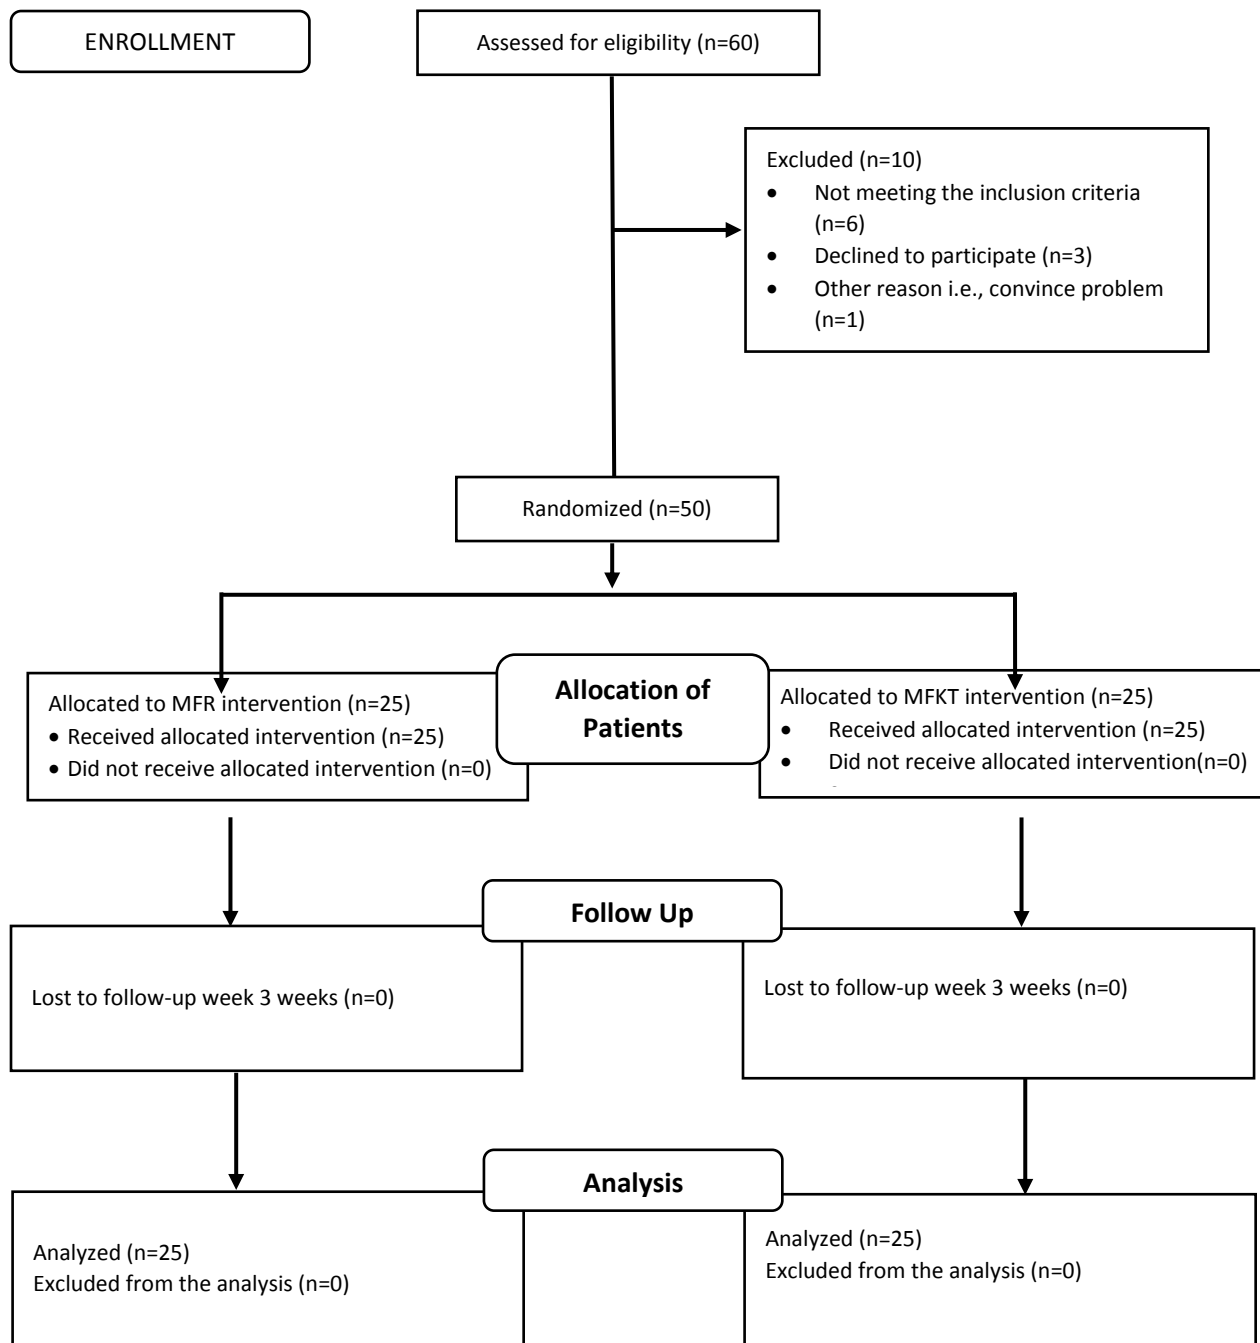 ENROLLMENT
Assessed for eligibility (n=60)
Excluded (n=10)
• Not meeting the inclusion criteria
(n=6)
• Declined to participate (n=3)
• Other reason i.e., convince problem
(n=1)
Randomized (n=50)
Allocation of
Patients
Allocated to MFR intervention (n=25)
• Received allocated intervention (n=25)
• Did not receive allocated intervention (n=0)
Allocated to MFKT intervention (n=25)
• Received allocated intervention (n=25)
• Did not receive allocated intervention(n=0)
Follow Up
Lost to follow-up week 3 weeks (n=0)
Lost to follow-up week 3 weeks (n=0)
Analysis
Analyzed (n=25)
Excluded from the analysis (n=0)
Analyzed (n=25)
Excluded from the analysis (n=0)